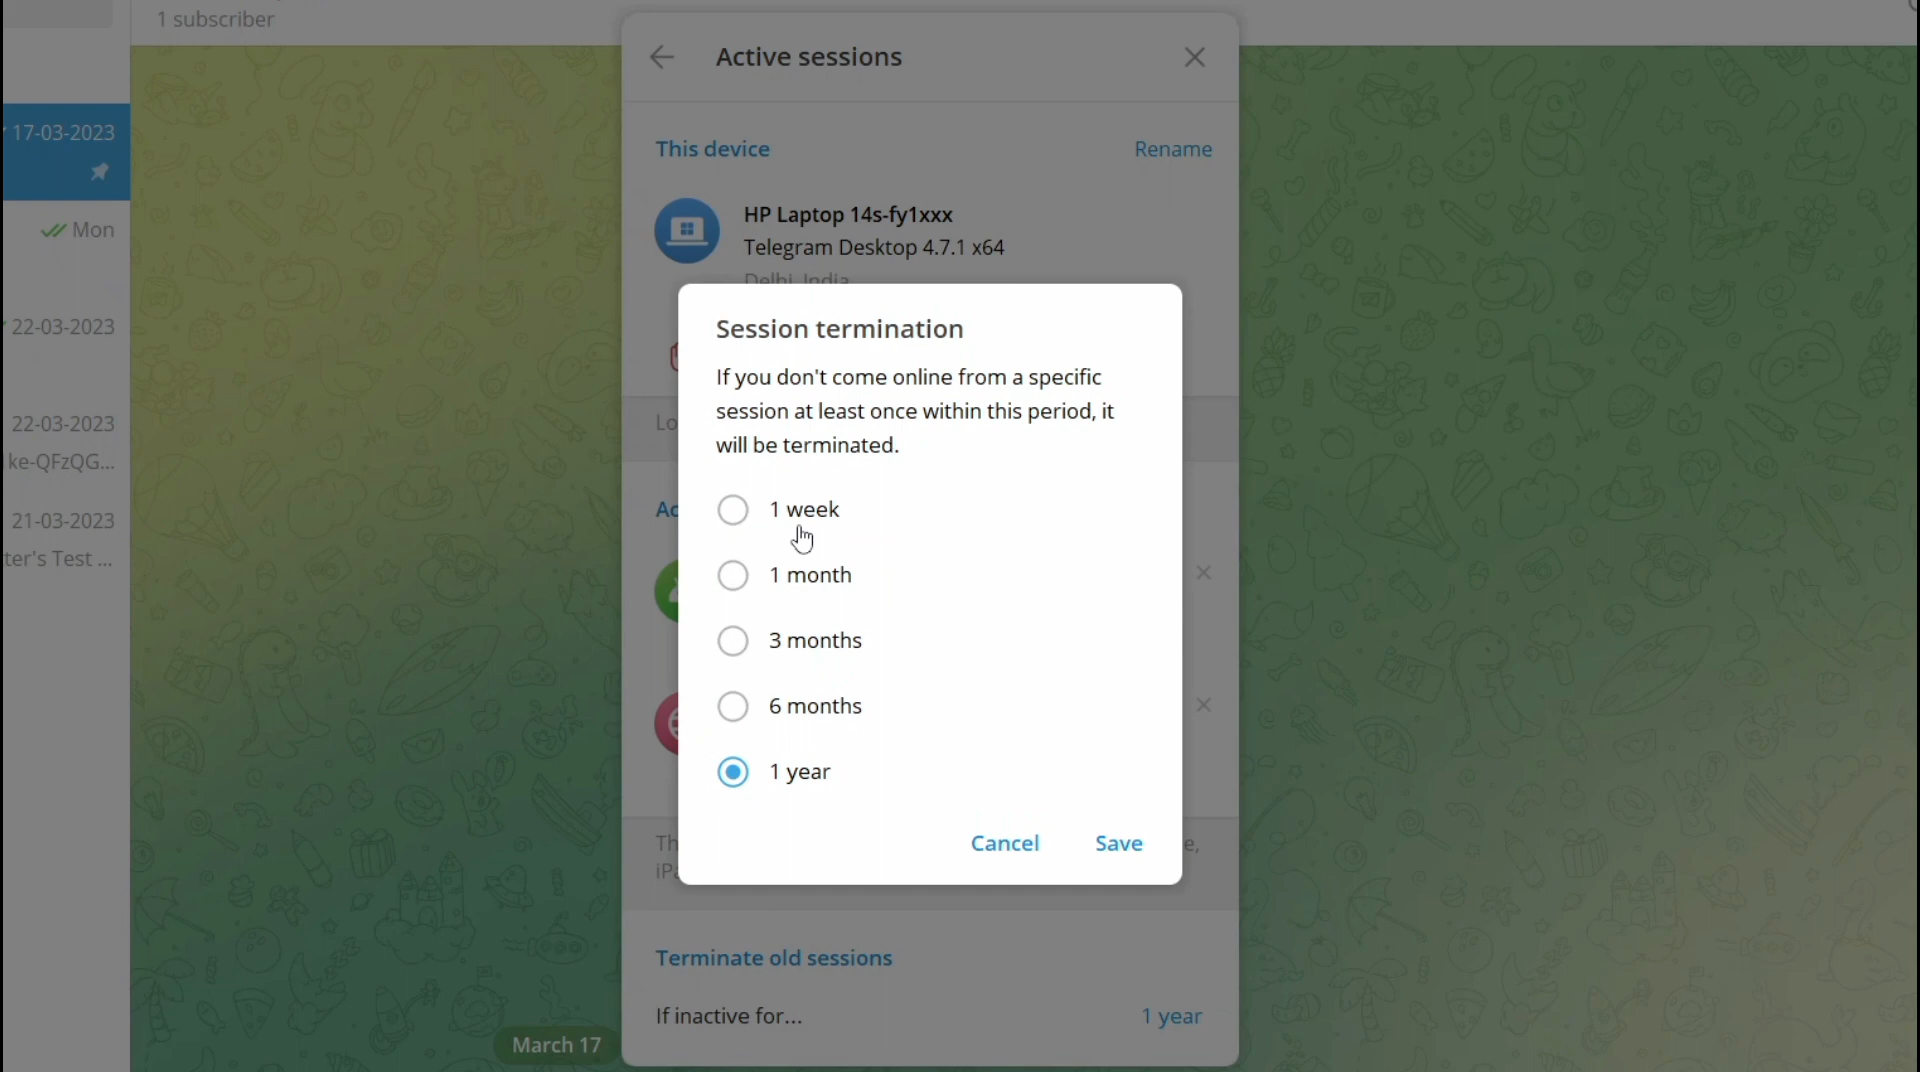 1 subscriber
17-03-2023
Mon
22-03-2023
22-03-2023
ke-QFzQG...
21-03-2023
ter's Test ...
Active sessions
This device
Rename
HP Laptop 14s-fy1xxx
Telegram Desktop 4.7.1 x64
Delhi, India
Session termination
If you don't come online from a specific
session at least once within this period, it
will be terminated.
1 week
1 month
3 months
6 months
1 year
Cancel
Save
Terminate old sessions
If inactive for...
1 year
March 17